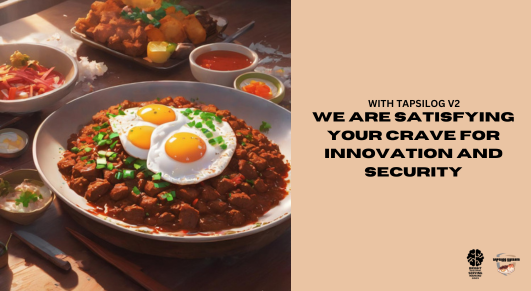 WITH TAPSILOG V2
WE ARE SATISFYING
YOUR CRAVE FOR
INNOVATION AND
SECURITY